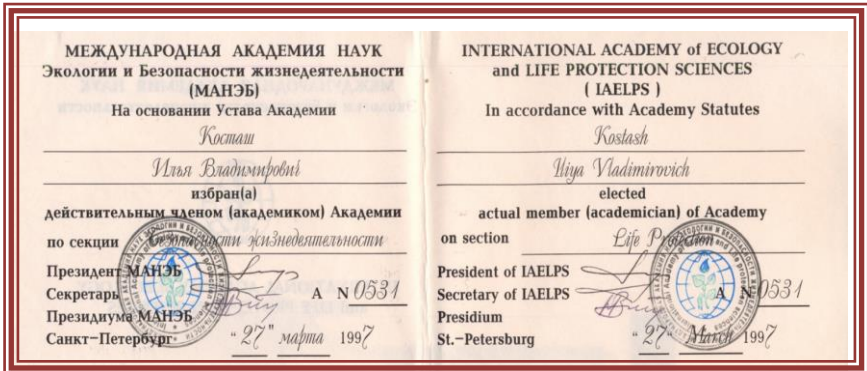 МЕЖДУНАРОДНАЯ АКАДЕМИЯ НАУК
Экологии и Безопасности жизнедеятельности
(МАНЭБ)
На основании Устава Академии
Косташ
Илья Владимирович
избран(а)
действительным членом (академиком) Академии
по секции Безопасности жизнедеятельности
Президент МАНЭБ
Секретарь А N 0531
Президиума МАНЭБ
Санкт-Петербург "27" марта 1997
INTERNATIONAL ACADEMY of ECOLOGY
and LIFE PROTECTION SCIENCES
( IAELPS )
In accordance with Academy Statutes
Kostash
Iliya Vladimirovich
elected
actual member (academician) of Academy
on section Life Protection
President of IAELPS
Secretary of IAELPS A N 0531
Presidium
St.-Petersburg "27" March 1997